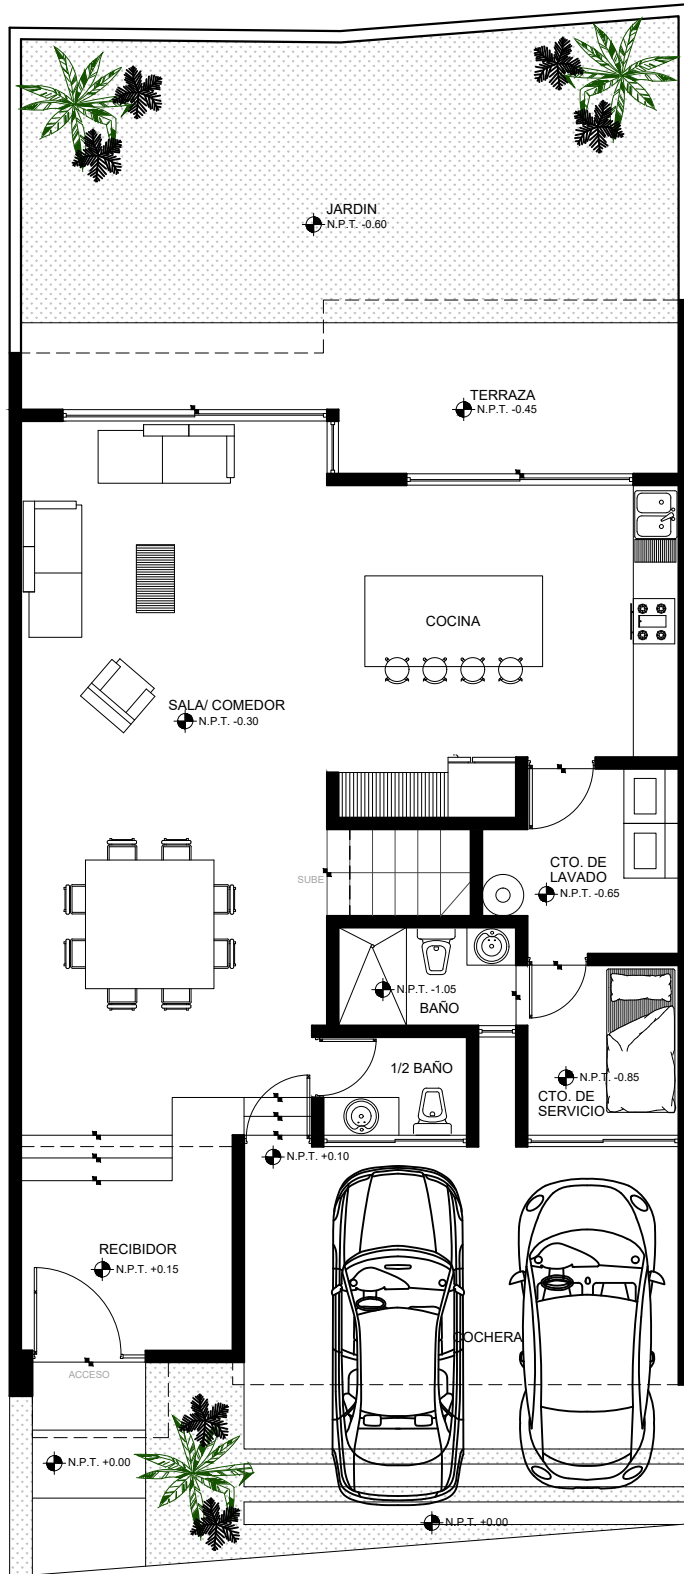 JARDIN
N.P.T. -0.60
TERRAZA
N.P.T. -0.45
COCINA
SALA/ COMEDOR
N.P.T. -0.30
SUBE
CTO. DE
LAVADO
N.P.T. -0.65
N.P.T. -1.05
BAÑO
1/2 BAÑO
N.P.T. -0.85
CTO. DE
SERVICIO
N.P.T. +0.10
RECIBIDOR
N.P.T. +0.15
COCHERA
ACCESO
N.P.T. +0.00
N.P.T. +0.00